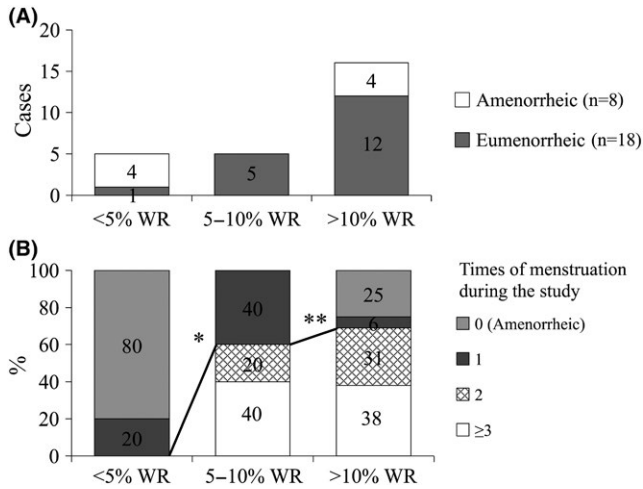 (A)
20
15
10
5
0
Cases
4
1
5
4
12
<5% WR
5–10% WR
>10% WR
Amenorrheic (n=8)
Eumenorrheic (n=18)
(B)
100
80
60
40
20
0
%
80
20
*
40
20
40
**
25
6
31
38
<5% WR
5–10% WR
>10% WR
Times of menstruation
during the study
0 (Amenorrheic)
1
2
≥3